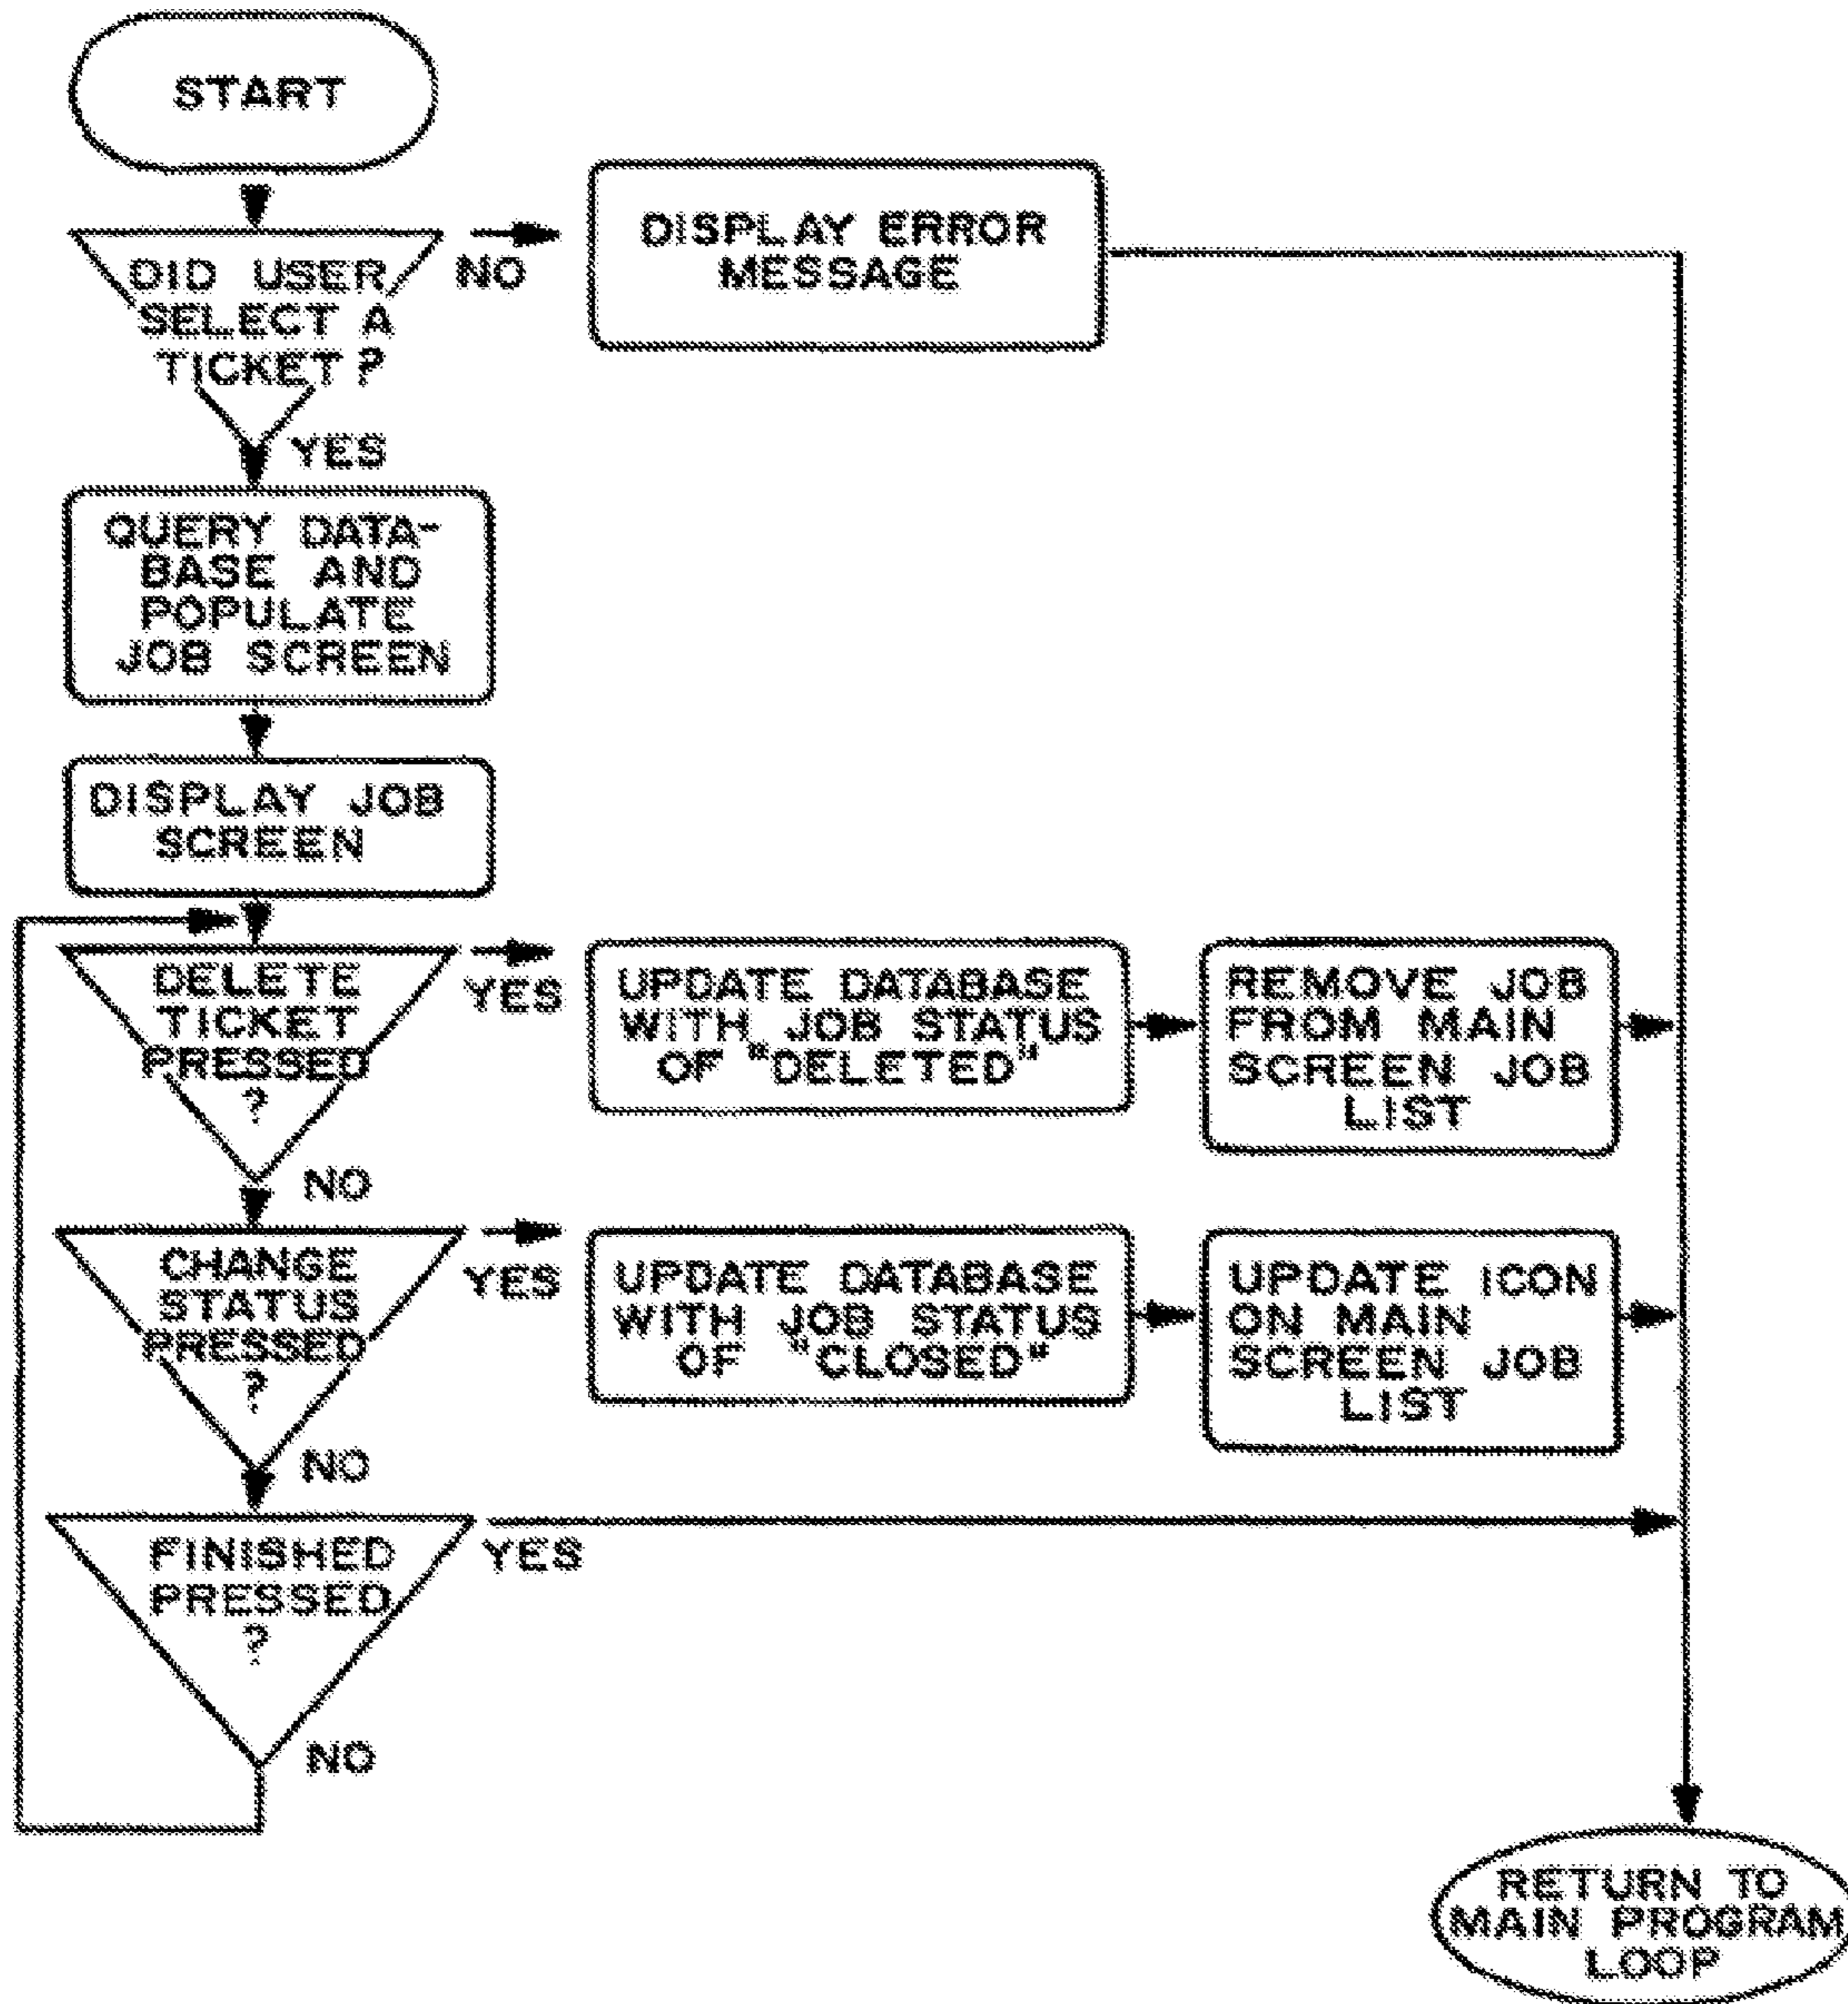 START
DID USER
SELECT A
TICKET ?
NO
DISPLAY ERROR
MESSAGE
YES
QUERY DATA-
BASE AND
POPULATE
JOB SCREEN
DISPLAY JOB
SCREEN
DELETE
TICKET
PRESSED
?
YES
UPDATE DATABASE
WITH JOB STATUS
OF "DELETED"
REMOVE JOB
FROM MAIN
SCREEN JOB
LIST
NO
CHANGE
STATUS
PRESSED
?
YES
UPDATE DATABASE
WITH JOB STATUS
OF "CLOSED"
UPDATE ICON
ON MAIN
SCREEN JOB
LIST
NO
FINISHED
PRESSED
?
YES
NO
RETURN TO
MAIN PROGRAM
LOOP